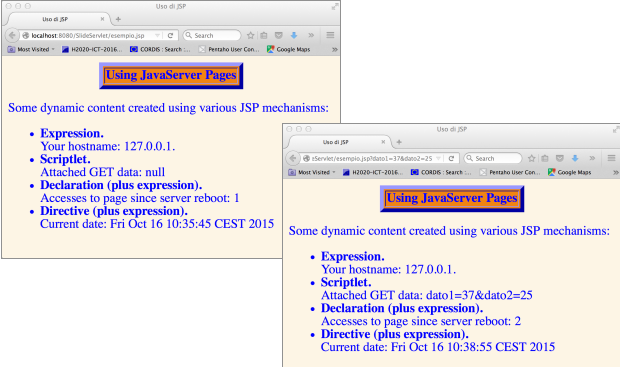 Uso di JSP
Uso di JSP
localhost:8080/SlideServlet/esempio.jsp
Search
Most Visited
H2020-ICT-2016...
CORDIS : Search :...
Pentaho User Con...
Google Maps
Using JavaServer Pages
Some dynamic content created using various JSP mechanisms:
Expression.
Your hostname: 127.0.0.1.
Scriptlet.
Attached GET data: null
Declaration (plus expression).
Accesses to page since server reboot: 1
Directive (plus expression).
Current date: Fri Oct 16 10:35:45 CEST 2015
Uso di JSP
Uso di JSP
Servlet/esempio.jsp?dato1=37&dato2=25
Search
Most Visited
H2020-ICT-2016...
CORDIS : Search :...
Pentaho User Con...
Google Maps
Using JavaServer Pages
Some dynamic content created using various JSP mechanisms:
Expression.
Your hostname: 127.0.0.1.
Scriptlet.
Attached GET data: dato1=37&dato2=25
Declaration (plus expression).
Accesses to page since server reboot: 2
Directive (plus expression).
Current date: Fri Oct 16 10:38:55 CEST 2015